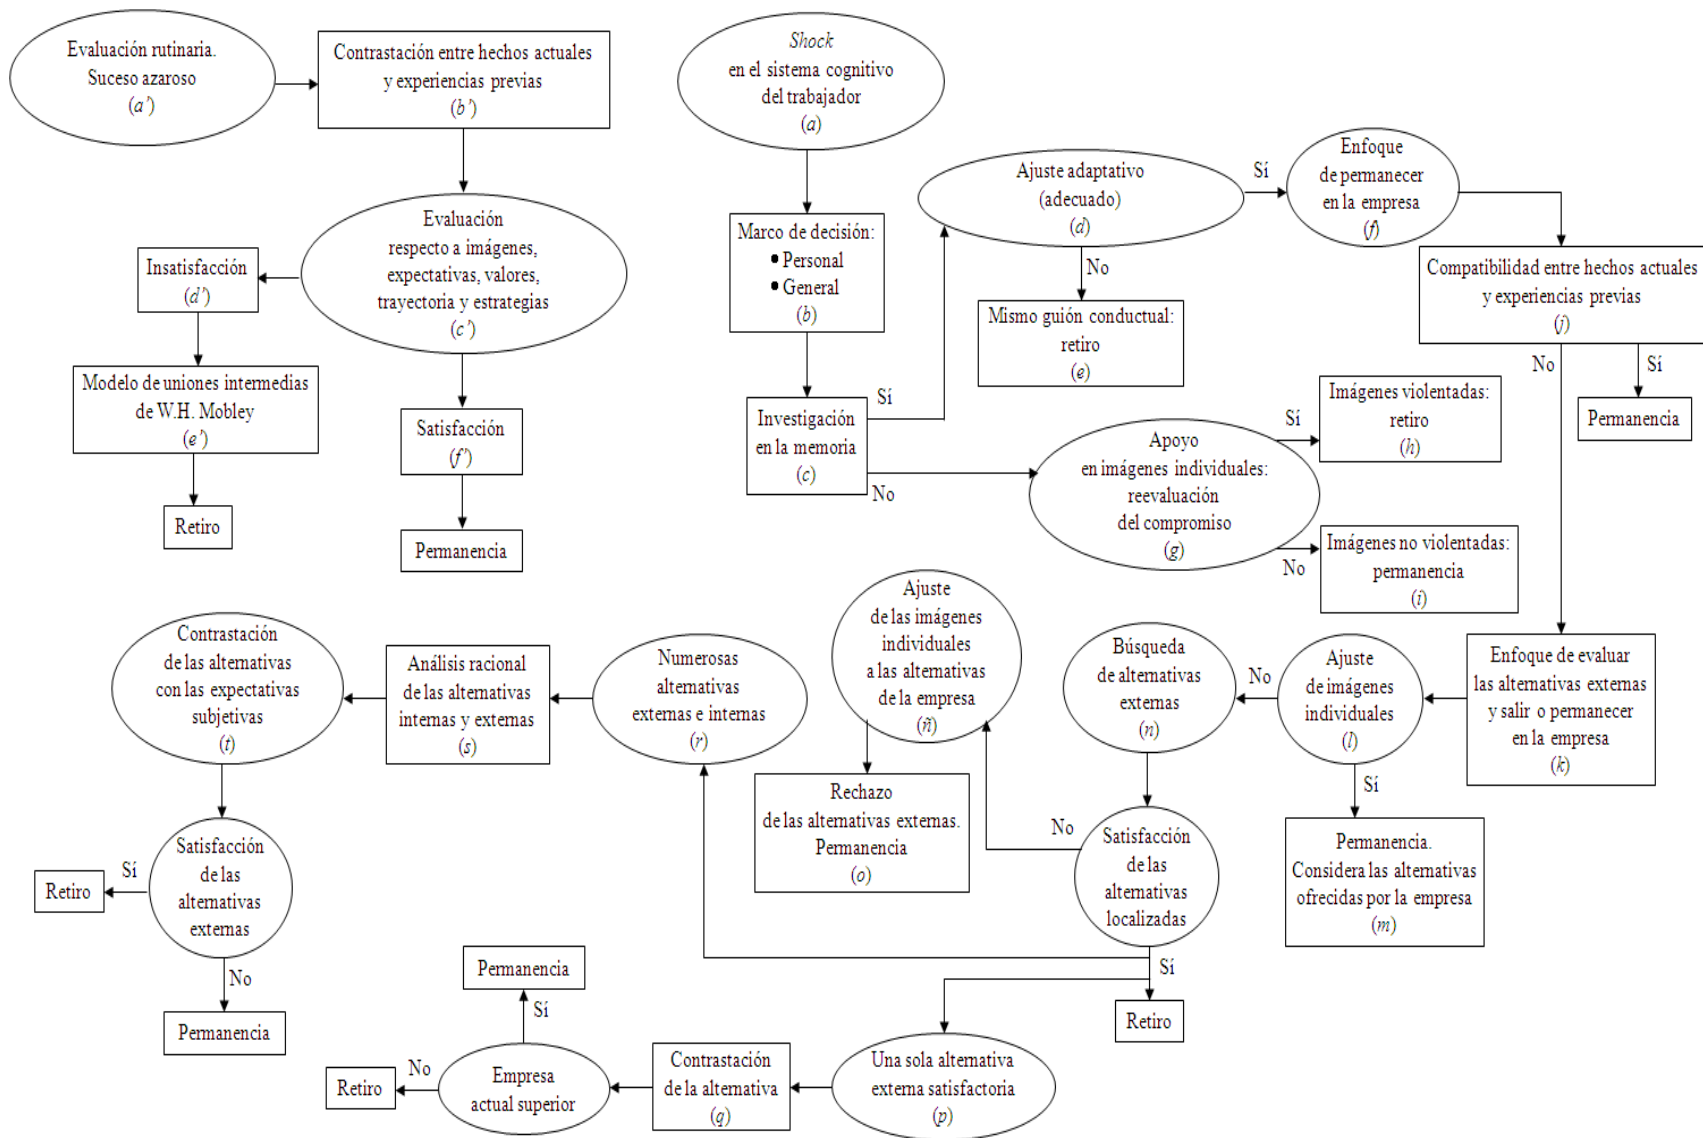 Evaluación rutinaria.
Suceso azaroso
(a’)
Contrastación entre hechos actuales
y experiencias previas
(b’)
Evaluación
respecto a imágenes,
expectativas, valores,
trayectoria y estrategias
(c’)
Insatisfacción
(d’)
Modelo de uniones intermedias
de W.H. Mobley
(e’)
Retiro
Satisfacción
(f’)
Permanencia
Shock
en el sistema cognitivo
del trabajador
(a)
Marco de decisión:
• Personal
• General
(b)
Investigación
en la memoria
(c)
Sí
No
Ajuste adaptativo
(adecuado)
(d)
Sí
No
Mismo guión conductual:
retiro
(e)
Enfoque
de permanecer
en la empresa
(f)
Compatibilidad entre hechos actuales
y experiencias previas
(j)
No
Sí
Permanencia
Apoyo
en imágenes individuales:
reevaluación
del compromiso
(g)
Sí
No
Imágenes violentadas:
retiro
(h)
Imágenes no violentadas:
permanencia
(i)
Enfoque de evaluar
las alternativas externas
y salir o permanecer
en la empresa
(k)
Ajuste
de imágenes
individuales
(l)
No
Sí
Permanencia.
Considera las alternativas
ofrecidas por la empresa
(m)
Búsqueda
de alternativas
externas
(n)
Satisfacción
de las
alternativas
localizadas
No
Sí
Retiro
Ajuste
de las imágenes
individuales
a las alternativas
de la empresa
(ñ)
Rechazo
de las alternativas externas.
Permanencia
(o)
Numerosas
alternativas
externas e internas
(r)
Análisis racional
de las alternativas
internas y externas
(s)
Contrastación
de las alternativas
con las expectativas
subjetivas
(t)
Satisfacción
de las
alternativas
externas
Sí
Retiro
No
Permanencia
Una sola alternativa
externa satisfactoria
(p)
Contrastación
de la alternativa
(q)
Empresa
actual superior
Sí
Permanencia
No
Retiro